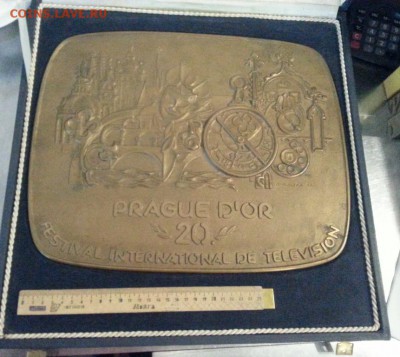 COINS.LAVE.RU
PRAGUE D'OR
20.
FESTIVAL INTERNATIONAL DE TELEVISION